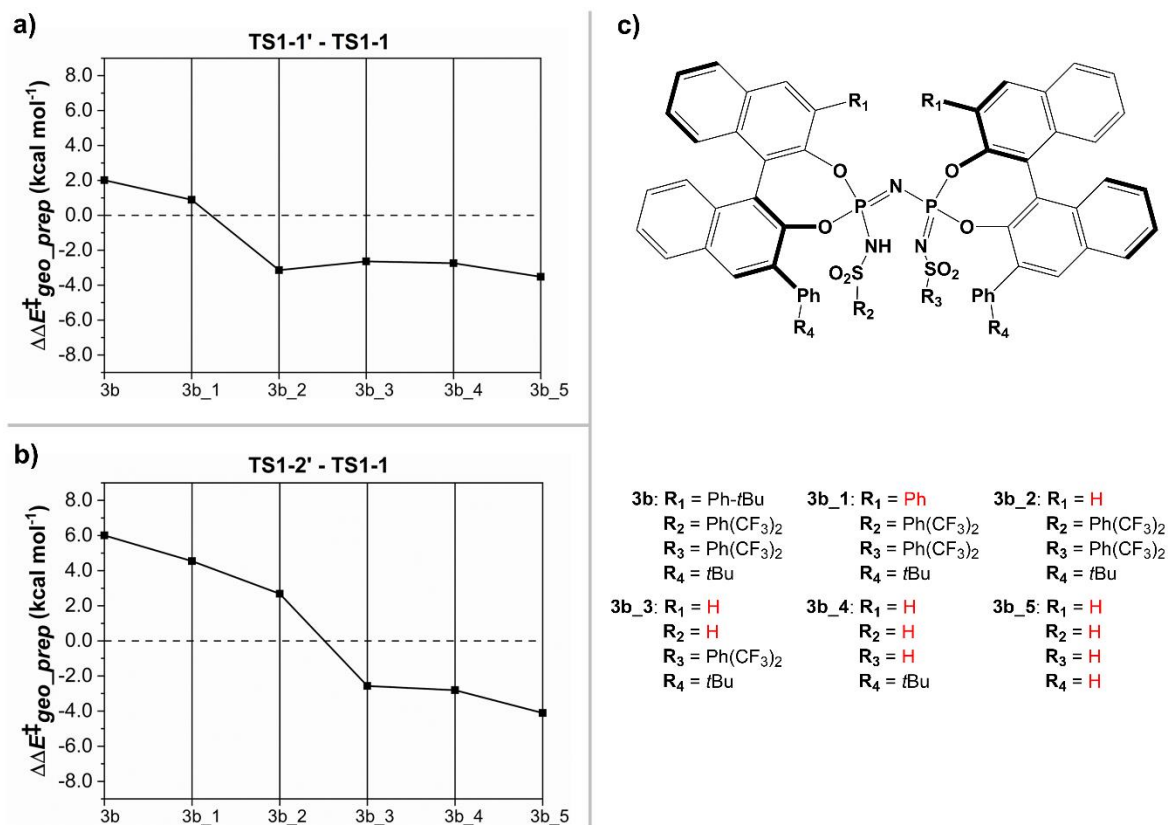 a)
TS1-1' - TS1-1
8.0
6.0
4.0
2.0
0.0
-2.0
-4.0
-6.0
-8.0
ΔΔE‡geo_prep (kcal mol-1)
3b 3b_1 3b_2 3b_3 3b_4 3b_5
b)
TS1-2' - TS1-1
8.0
6.0
4.0
2.0
0.0
-2.0
-4.0
-6.0
-8.0
ΔΔE‡geo_prep (kcal mol-1)
3b 3b_1 3b_2 3b_3 3b_4 3b_5
c)
R1 R1
O O
P N P
O O
NH N
O2S SO2
Ph R2 R3 Ph
R4 R4
3b: R1 = Ph-tBu 3b_1: R1 = Ph 3b_2: R1 = H
R2 = Ph(CF3)2 R2 = Ph(CF3)2 R2 = Ph(CF3)2
R3 = Ph(CF3)2 R3 = Ph(CF3)2 R3 = Ph(CF3)2
R4 = tBu R4 = tBu R4 = tBu
3b_3: R1 = H 3b_4: R1 = H 3b_5: R1 = H
R2 = H R2 = H R2 = H
R3 = Ph(CF3)2 R3 = H R3 = H
R4 = tBu R4 = tBu R4 = H